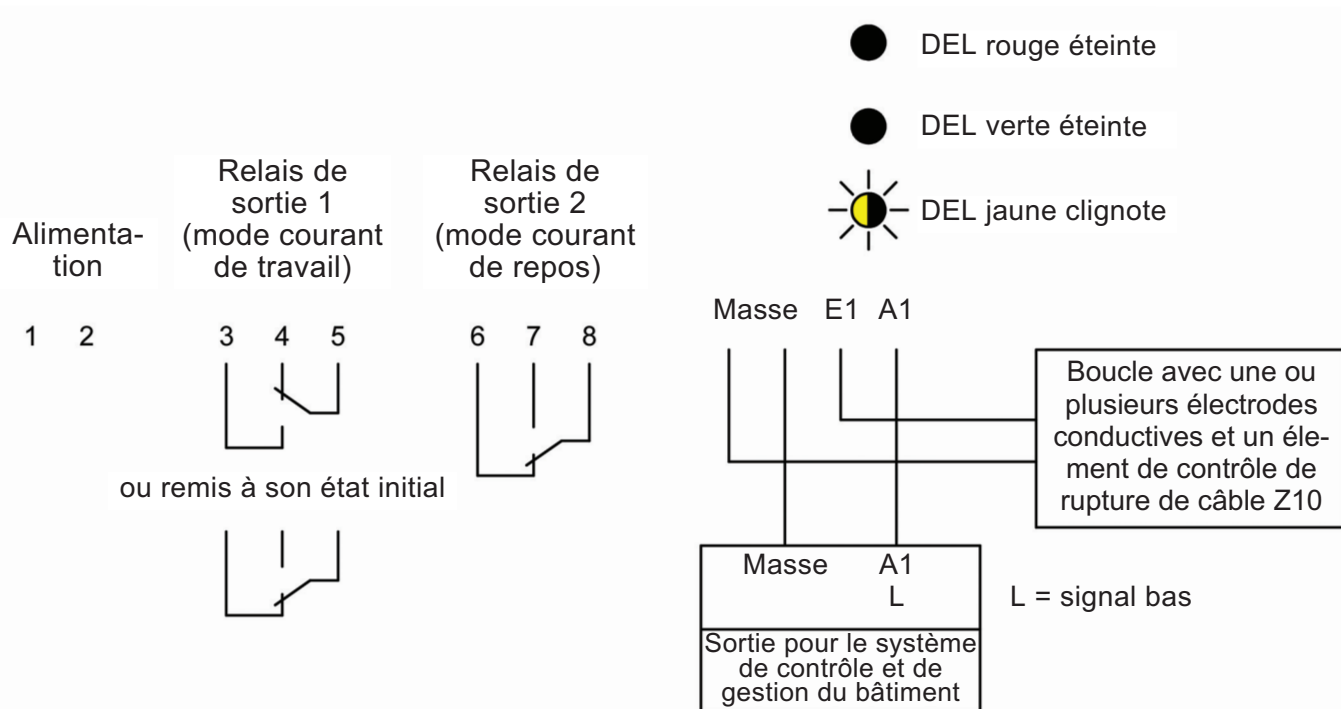 DEL rouge éteinte
DEL verte éteinte
DEL jaune clignote
Alimenta-
tion
Relais de
sortie 1
(mode courant
de travail)
Relais de
sortie 2
(mode courant
de repos)
1 2
3 4 5
6 7 8
ou remis à son état initial
Masse E1 A1
Boucle avec une ou
plusieurs électrodes
conductives et un éle-
ment de contrôle de
rupture de câble Z10
Masse A1
L
L = signal bas
Sortie pour le système
de contrôle et de
gestion du bâtiment